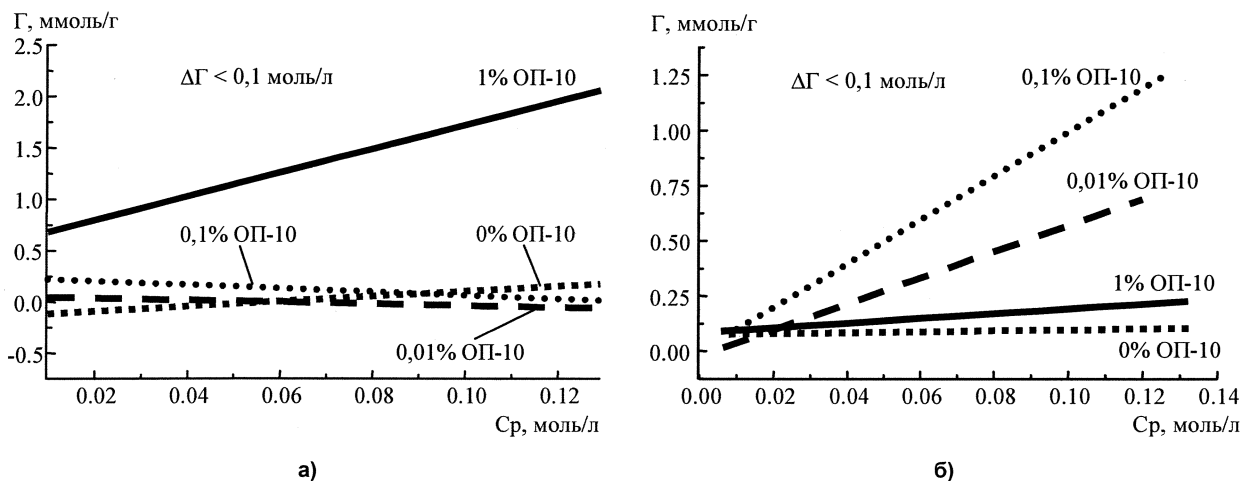 Г, ммоль/г
2.5
2.0
1.5
1.0
0.5
0.0
-0.5
ΔГ < 0,1 моль/л
1% ОП-10
0,1% ОП-10
0% ОП-10
0,01% ОП-10
0.02 0.04 0.06 0.08 0.10 0.12
Ср, моль/л
а)
Г, ммоль/г
1.25
1.00
0.75
0.50
0.25
0.00
ΔГ < 0,1 моль/л
0,1% ОП-10
0,01% ОП-10
1% ОП-10
0% ОП-10
0.00 0.02 0.04 0.06 0.08 0.10 0.12 0.14
Ср, моль/л
б)